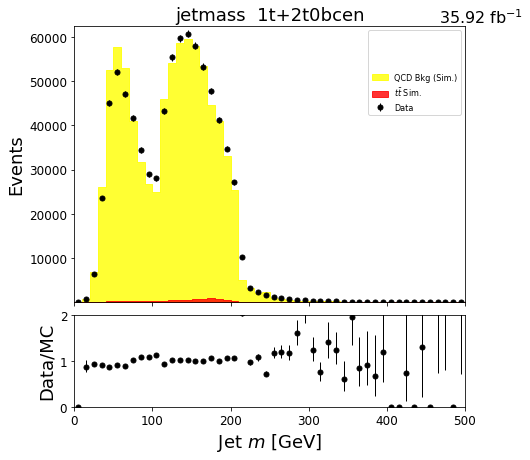 jetmass 1t+2t0bcen
35.92 fb⁻¹
Events
60000
50000
40000
30000
20000
10000
QCD Bkg (Sim.)
tt̄ Sim.
Data
Data/MC
2
1
0
0 100 200 300 400 500
Jet m [GeV]